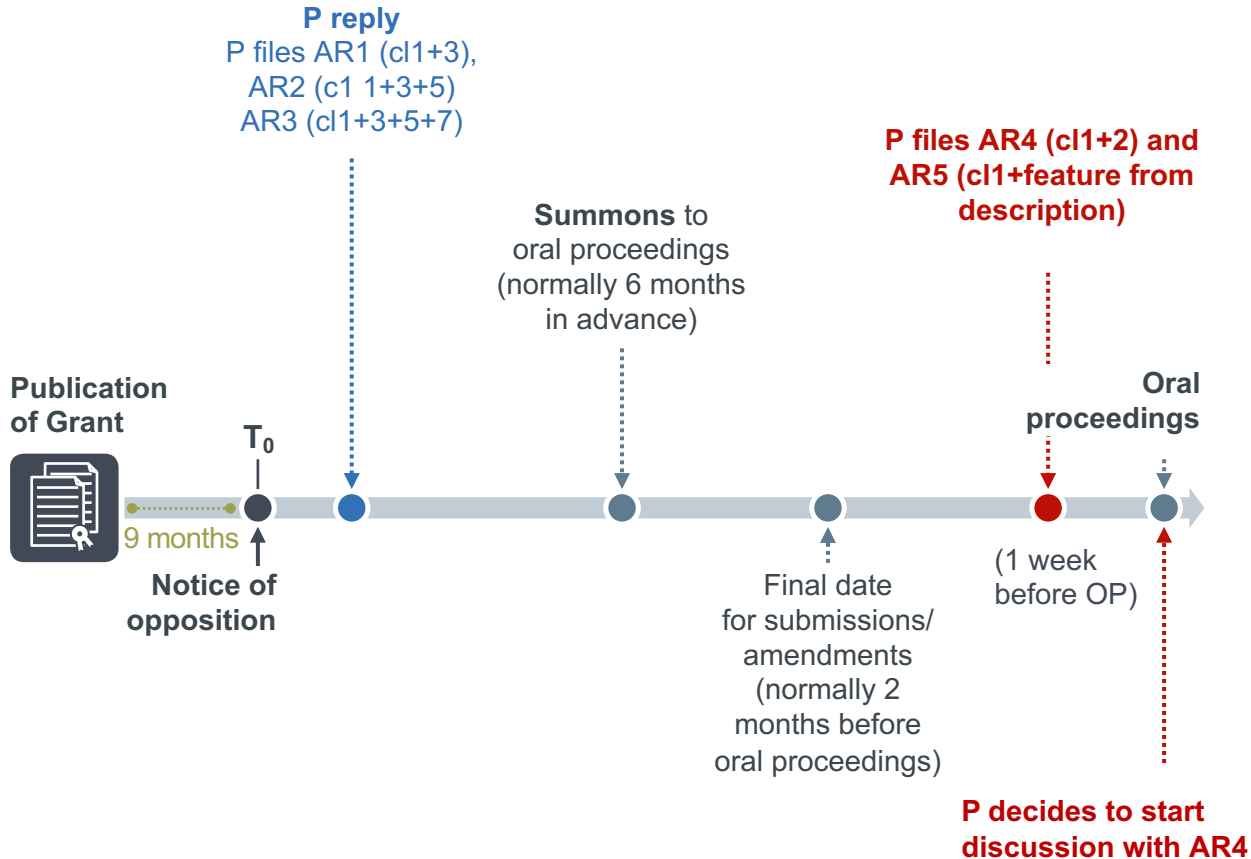 P reply
P files AR1 (cl1+3),
AR2 (c1 1+3+5)
AR3 (cl1+3+5+7)
P files AR4 (cl1+2) and
AR5 (cl1+feature from
description)
Summons to
oral proceedings
(normally 6 months
in advance)
Publication
of Grant
T₀
Oral
proceedings
9 months
Notice of
opposition
Final date
for submissions/
amendments
(normally 2
months before
oral proceedings)
(1 week
before OP)
P decides to start
discussion with AR4